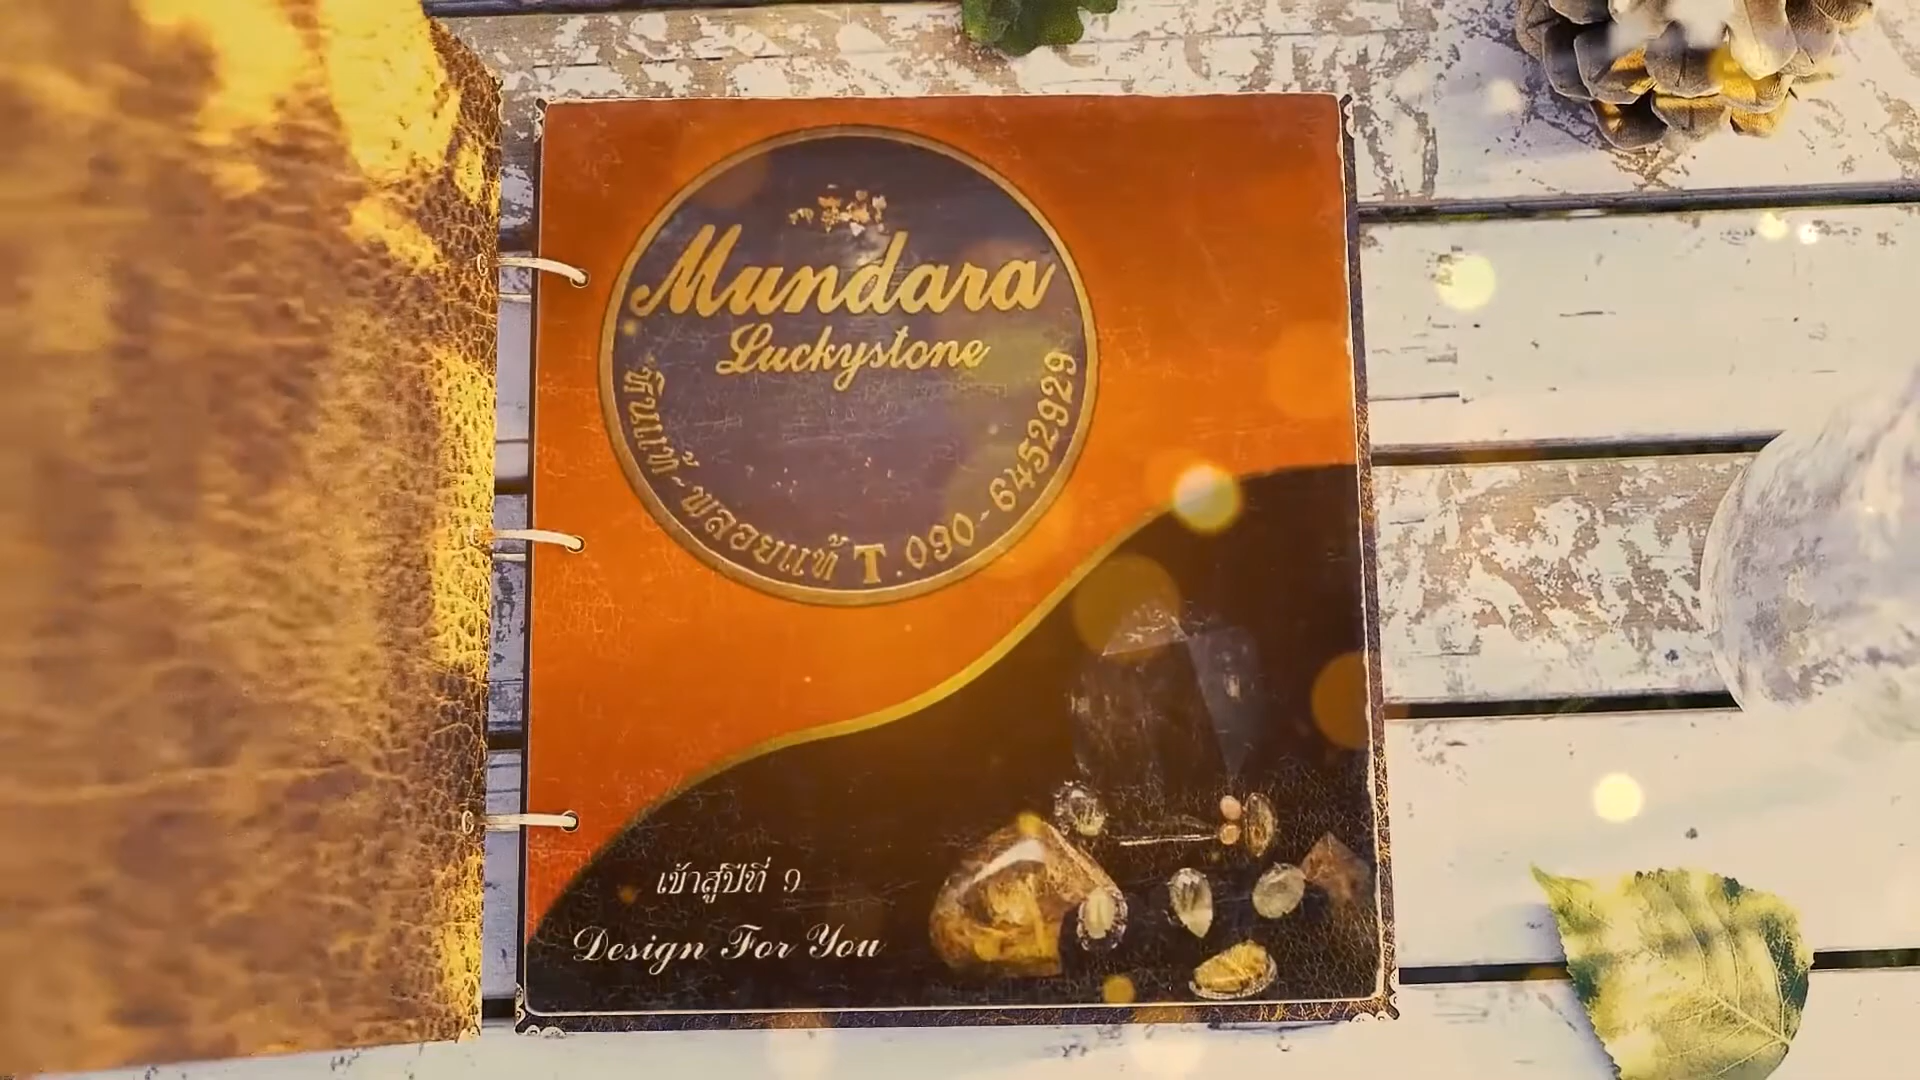 Mundara
Luckystone
หินแท้-พลอยแท้ T.090-6452929
เข้าสู่ปีที่ 9
Design For You